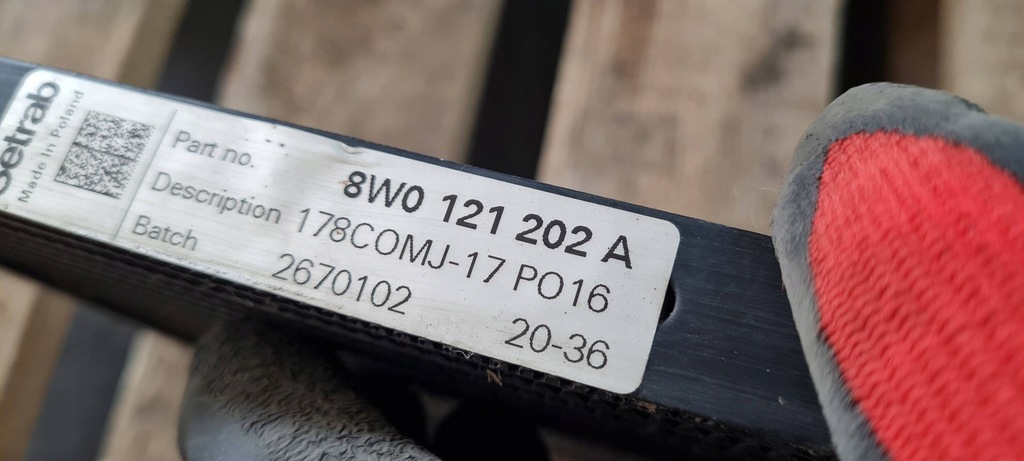 setrab
Made in Poland
Part no. 8W0 121 202 A
Description 178COMJ-17 PO16
Batch 2670102 20-36